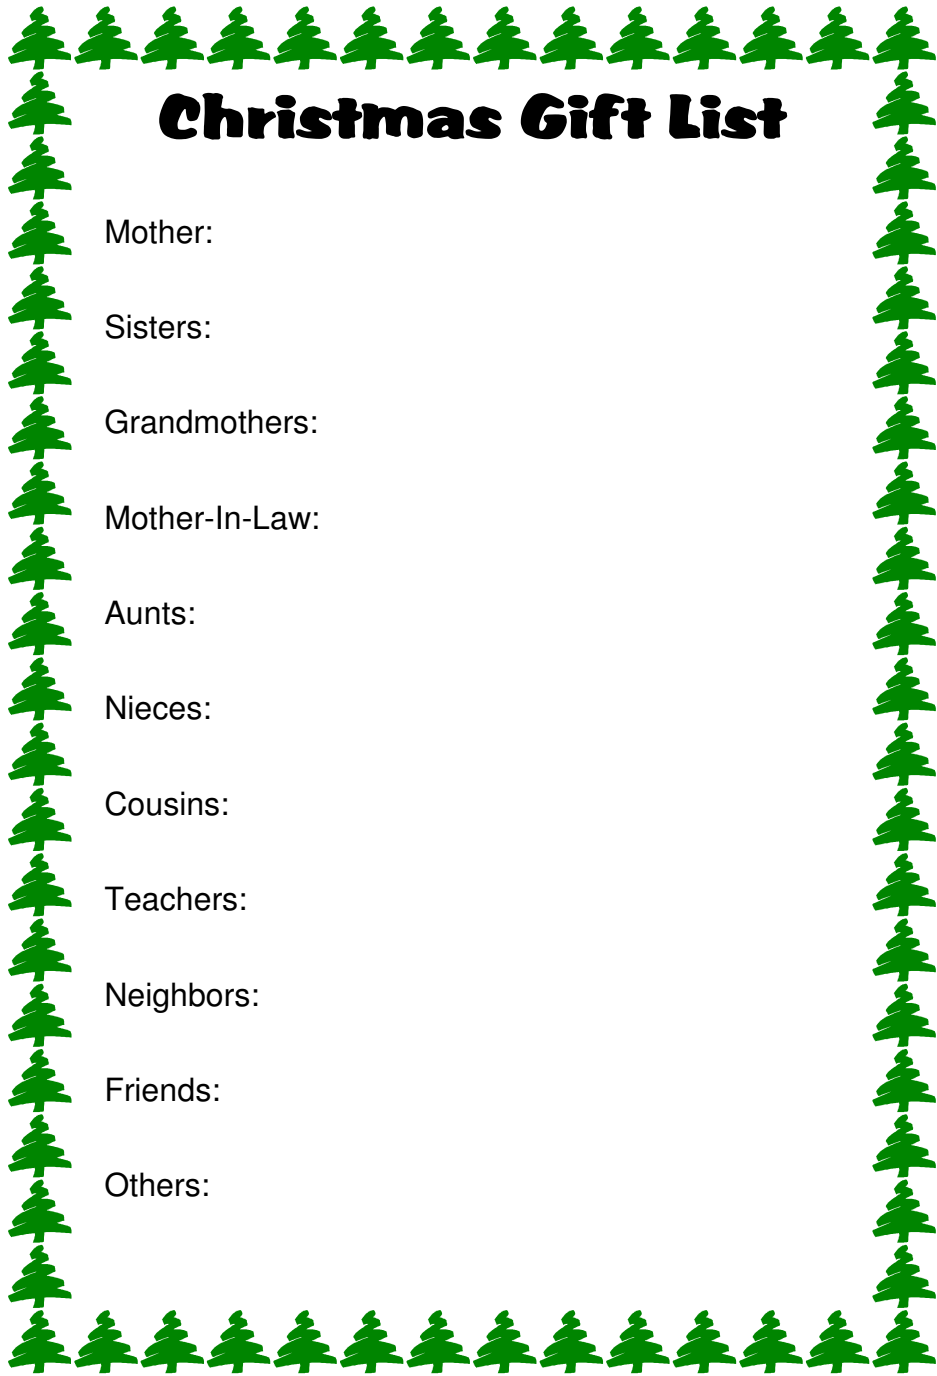 Christmas Gift List
Mother:
Sisters:
Grandmothers:
Mother-In-Law:
Aunts:
Nieces:
Cousins:
Teachers:
Neighbors:
Friends:
Others: